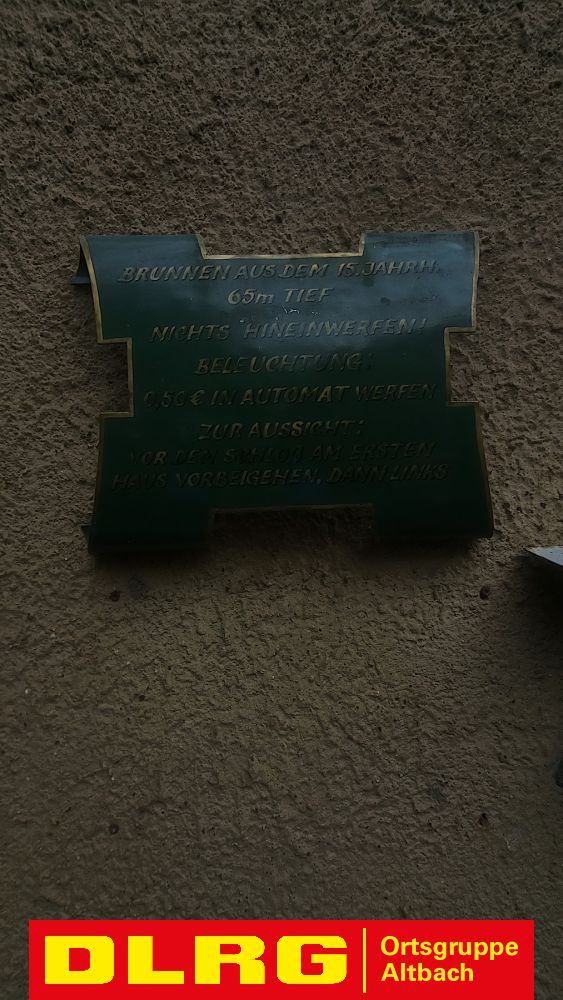 BRUNNEN AUS DEM 15. JAHRH.
65m TIEF
NICHTS HINEINWERFEN!
BELEUCHTUNG:
0,50 € IN AUTOMAT WERFEN
ZUR AUSSICHT:
VOR DEM SCHLOß AM ERSTEN
HAUS VORBEIGEHEN, DANN LINKS
DLRG
Ortsgruppe
Altbach